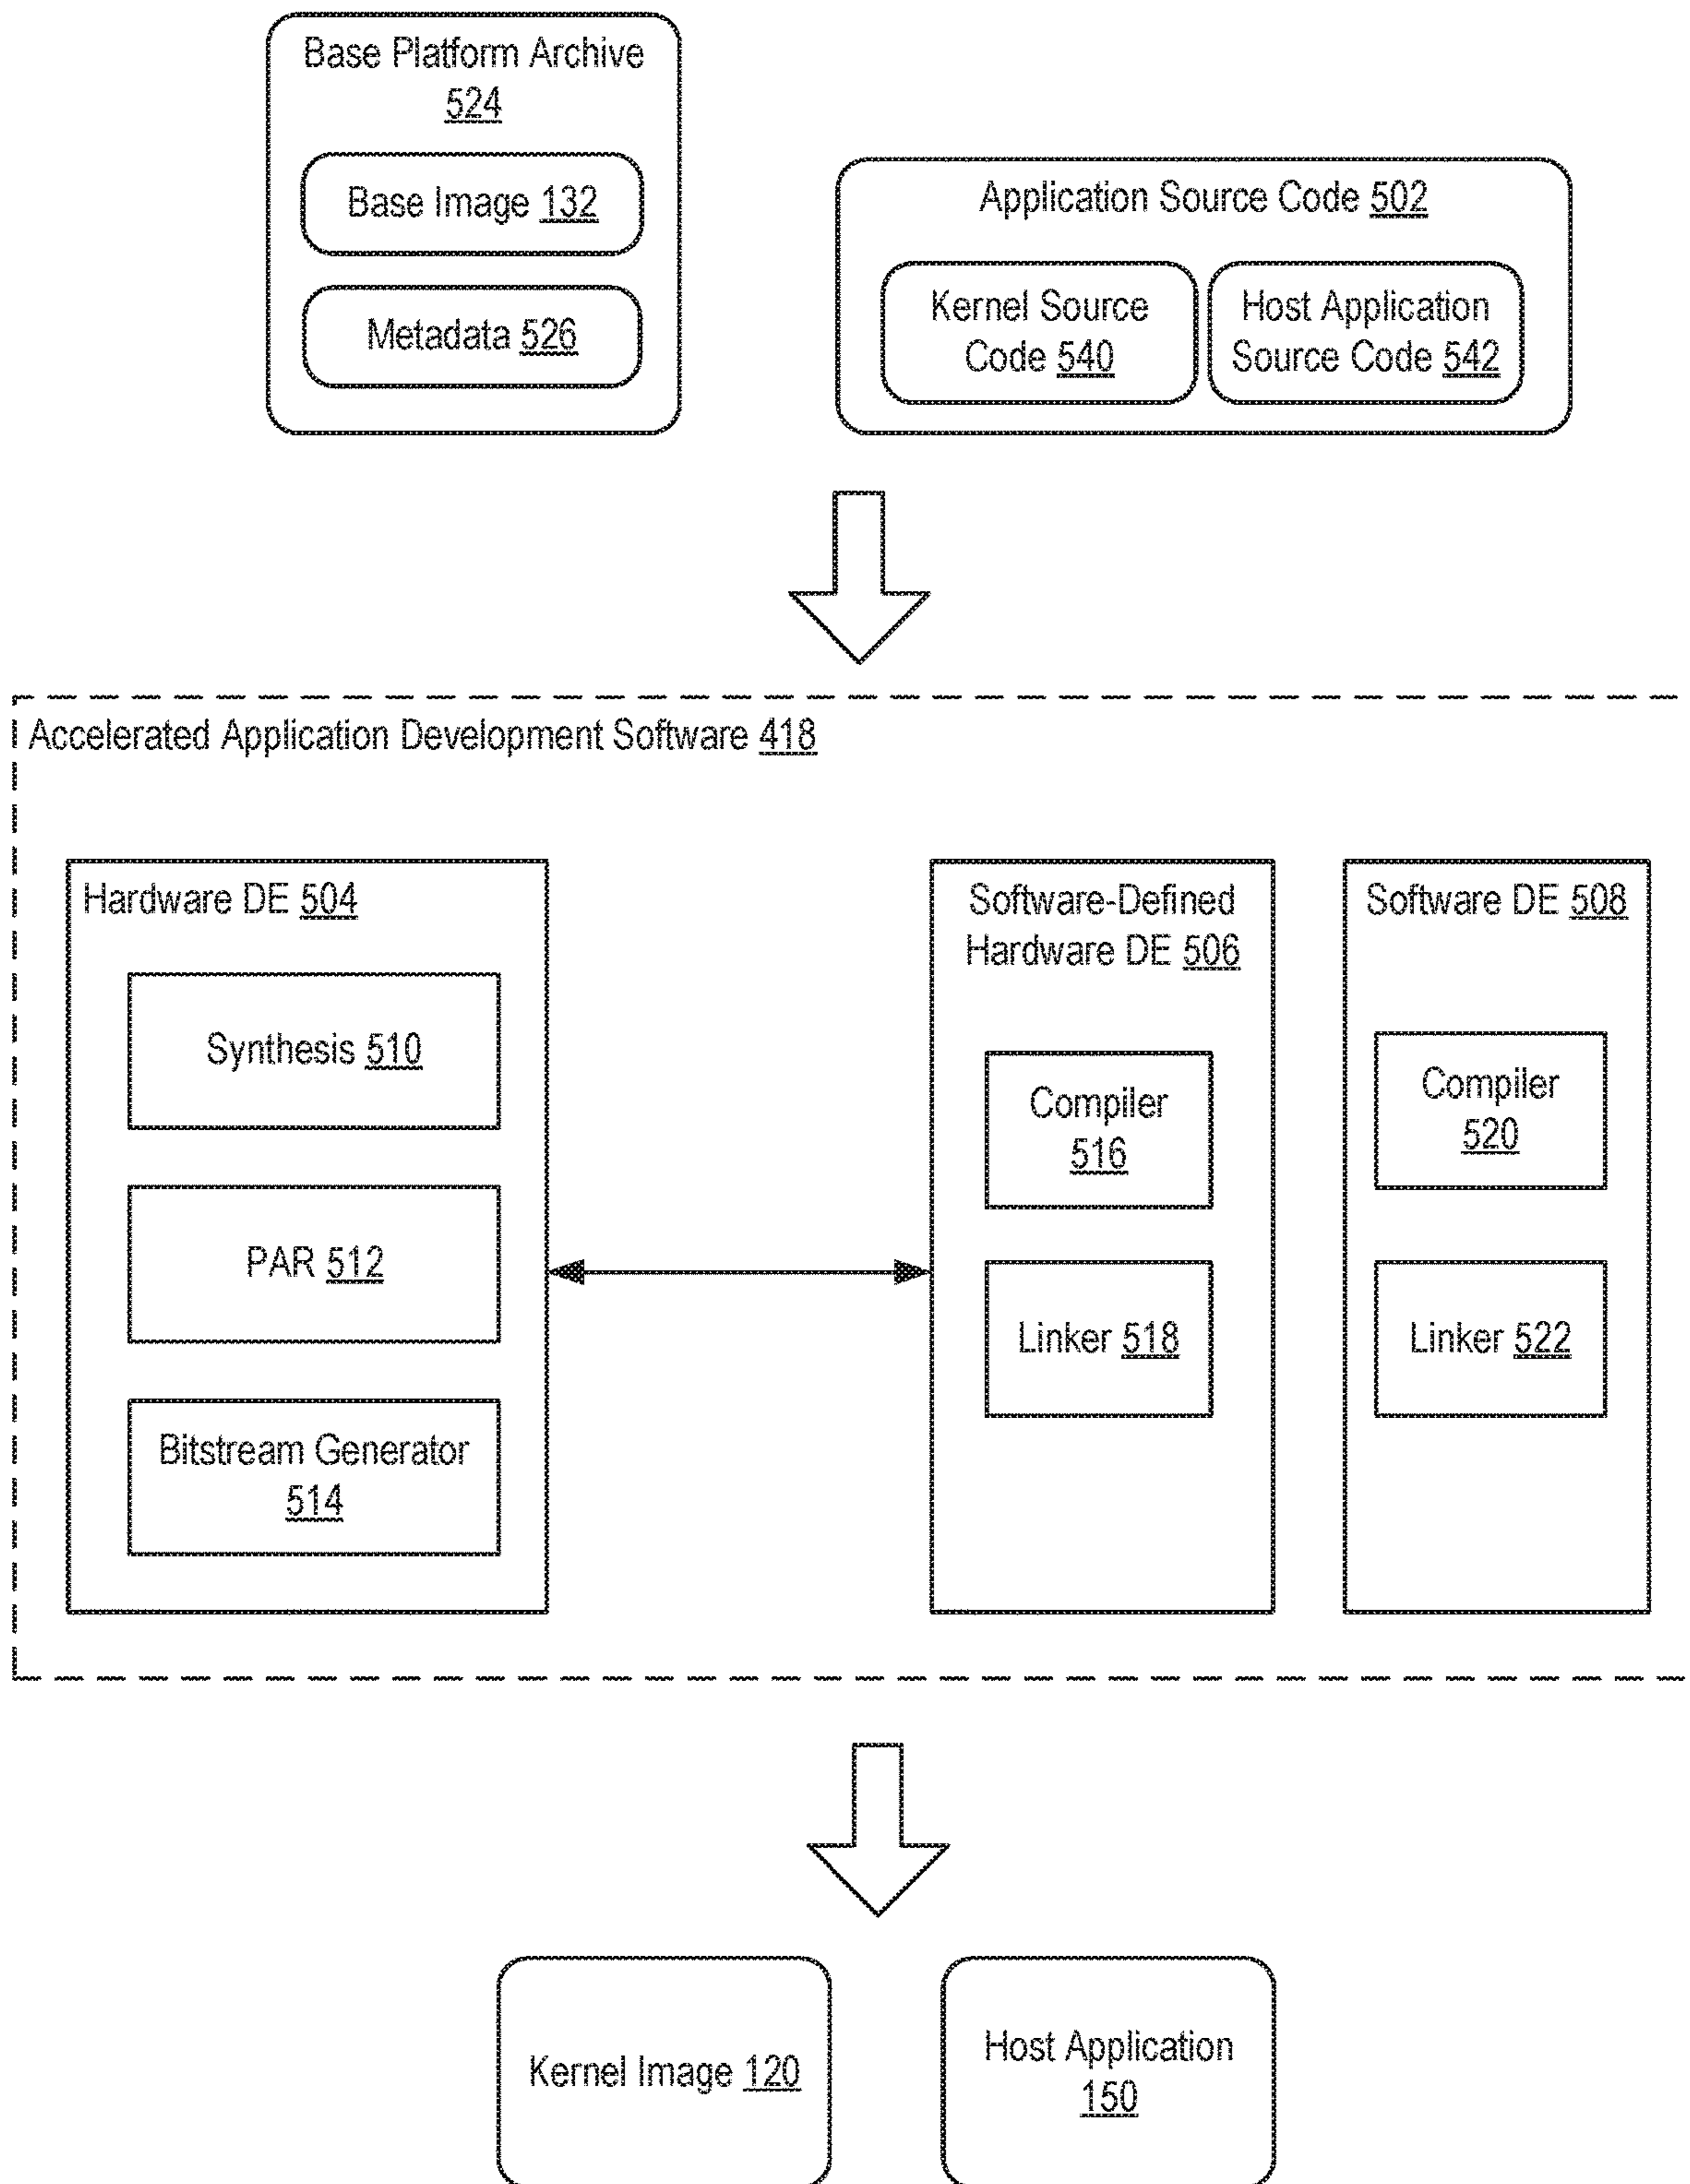 Base Platform Archive
524
Base Image 132
Metadata 526
Application Source Code 502
Kernel Source
Code 540
Host Application
Source Code 542
Accelerated Application Development Software 418
Hardware DE 504
Synthesis 510
PAR 512
Bitstream Generator
514
Software-Defined
Hardware DE 506
Compiler
516
Linker 518
Software DE 508
Compiler
520
Linker 522
Kernel Image 120
Host Application
150